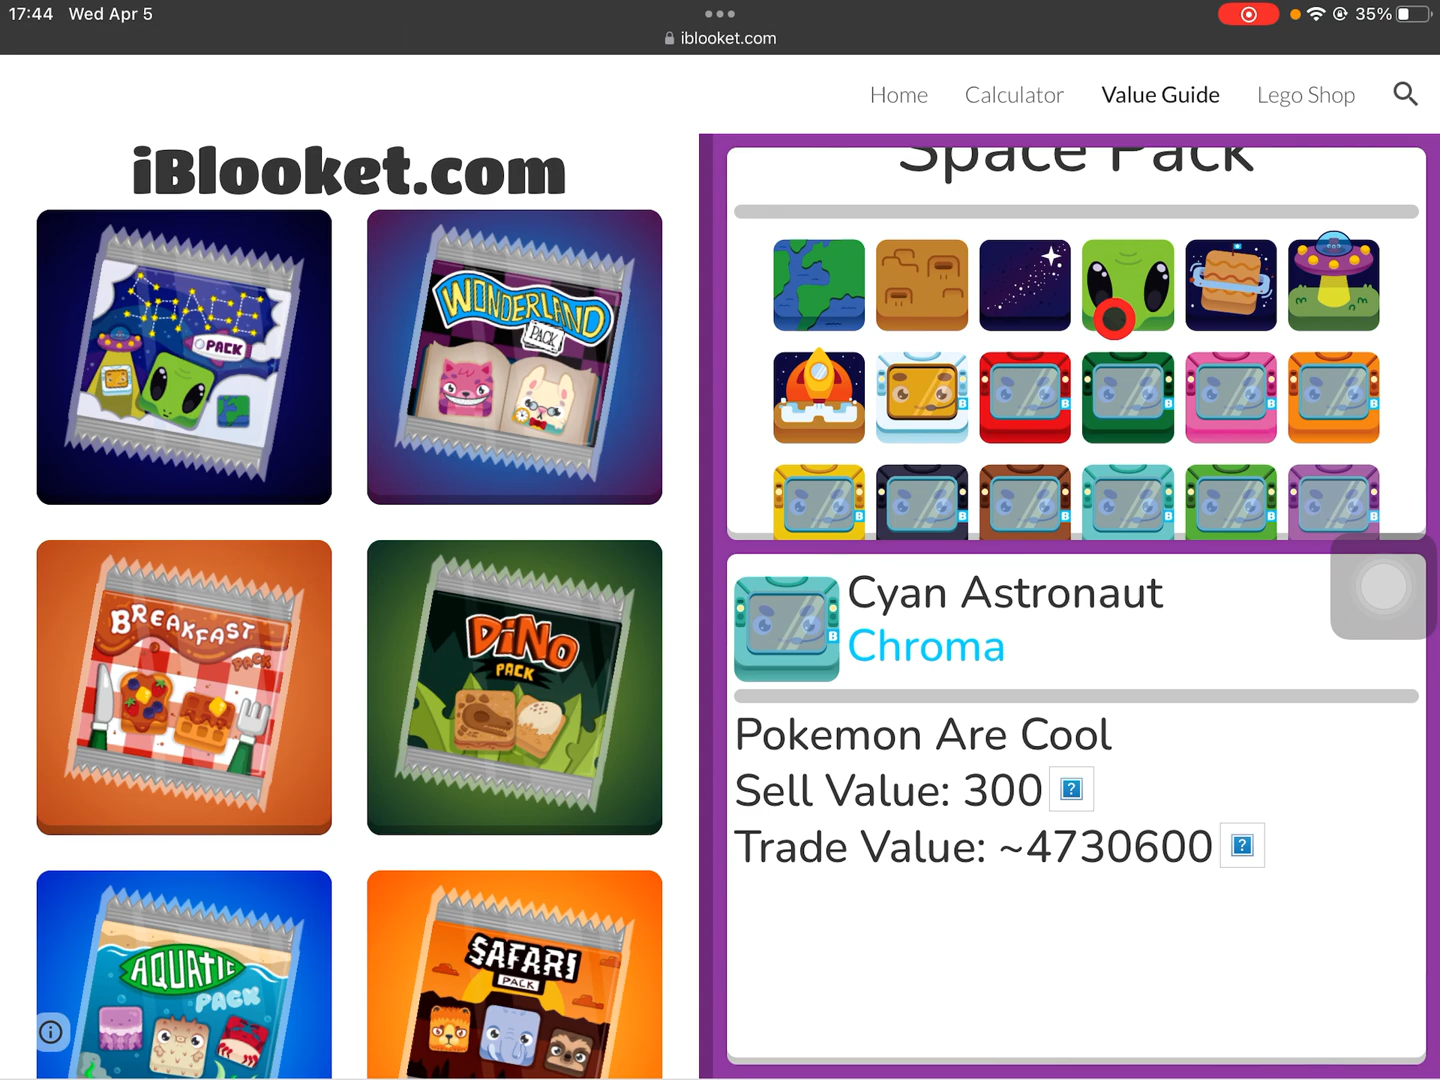 17:44 Wed Apr 5
35%
iblooket.com
Home Calculator Value Guide Lego Shop
iBlooket.com
Space Pack
SPACE
PACK
WONDERLAND
PACK
BREAKFAST
PACK
DiNO
PACK
AQUATIC
PACK
SAFARI
PACK
B B B B B
B B B B B B
B
Cyan Astronaut
Chroma
Pokemon Are Cool
Sell Value: 300 ?
Trade Value: ~4730600 ?